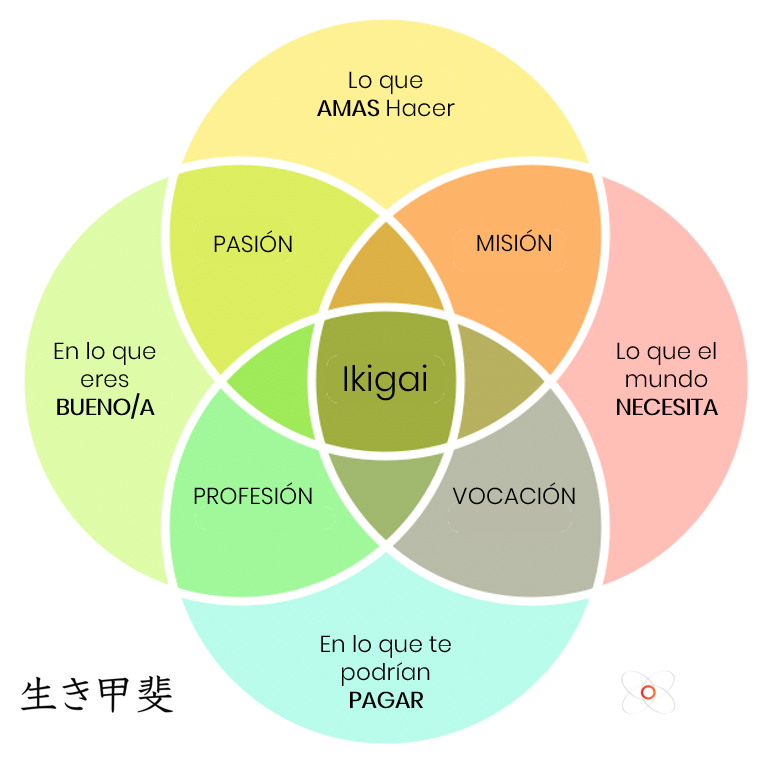 Lo que
AMAS Hacer
PASIÓN
MISIÓN
En lo que
eres
BUENO/A
Ikigai
Lo que el
mundo
NECESITA
PROFESIÓN
VOCACIÓN
En lo que te
podrían
PAGAR
生き甲斐